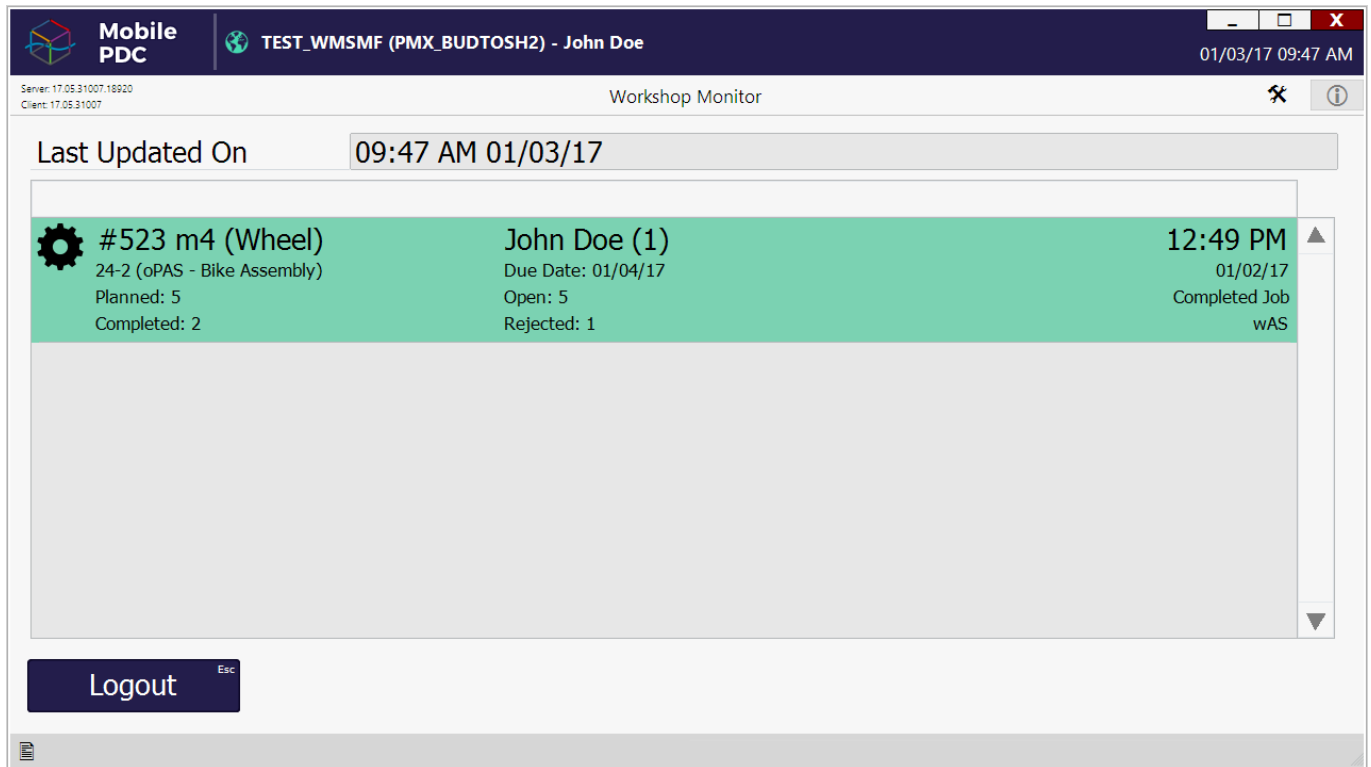 Mobile
PDC
TEST_WMSMF (PMX_BUDTOSH2) - John Doe
X
01/03/17 09:47 AM
Server: 17.05.31007.18920
Client: 17.05.31007
Workshop Monitor
Last Updated On 09:47 AM 01/03/17
#523 m4 (Wheel) John Doe (1) 12:49 PM
24-2 (oPAS - Bike Assembly) Due Date: 01/04/17 01/02/17
Planned: 5 Open: 5 Completed Job
Completed: 2 Rejected: 1 wAS
Logout Esc